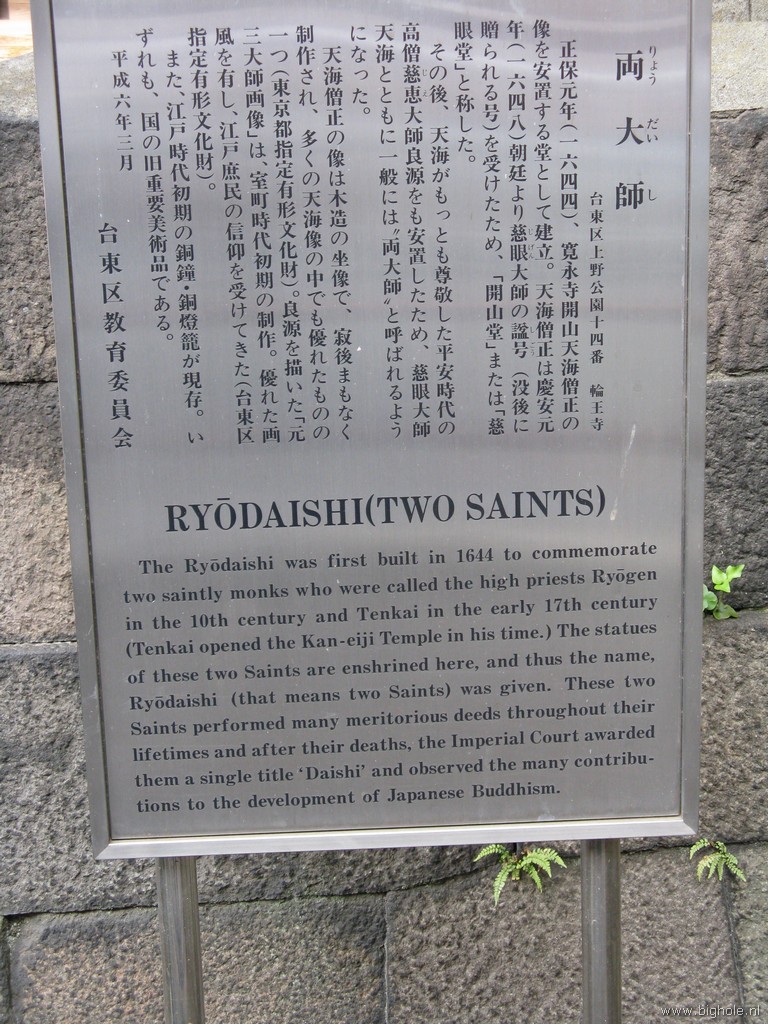 両大師
りょうだいし
台東区上野公園十四番 輪王寺
正保元年(一六四四)、寛永寺開山天海僧正の
像を安置する堂として建立。天海僧正は慶安元
年(一六四八)朝廷より慈眼大師の諡号(没後に
贈られる号)を受けたため、「開山堂」または「慈
眼堂」と称した。
その後、天海がもっとも尊敬した平安時代の
高僧慈恵大師良源をも安置したため、慈眼大師
天海とともに一般には〝両大師〟と呼ばれるよう
になった。
天海僧正の像は木造の坐像で、寂後まもなく
制作され、多くの天海像の中でも優れたものの
一つ(東京都指定有形文化財)。良源を描いた「元
三大師画像」は、室町時代初期の制作。優れた画
風を有し、江戸庶民の信仰を受けてきた(台東区
指定有形文化財)。
また、江戸時代初期の銅鐘・銅燈籠が現存。い
ずれも、国の旧重要美術品である。
平成六年三月
台東区教育委員会
RYŌDAISHI(TWO SAINTS)
The Ryōdaishi was first built in 1644 to commemorate
two saintly monks who were called the high priests Ryōgen
in the 10th century and Tenkai in the early 17th century
(Tenkai opened the Kan-eiji Temple in his time.) The statues
of these two Saints are enshrined here, and thus the name,
Ryōdaishi (that means two Saints) was given. These two
Saints performed many meritorious deeds throughout their
lifetimes and after their deaths, the Imperial Court awarded
them a single title ‘Daishi’ and observed the many contribu-
tions to the development of Japanese Buddhism.
www.bighole.nl